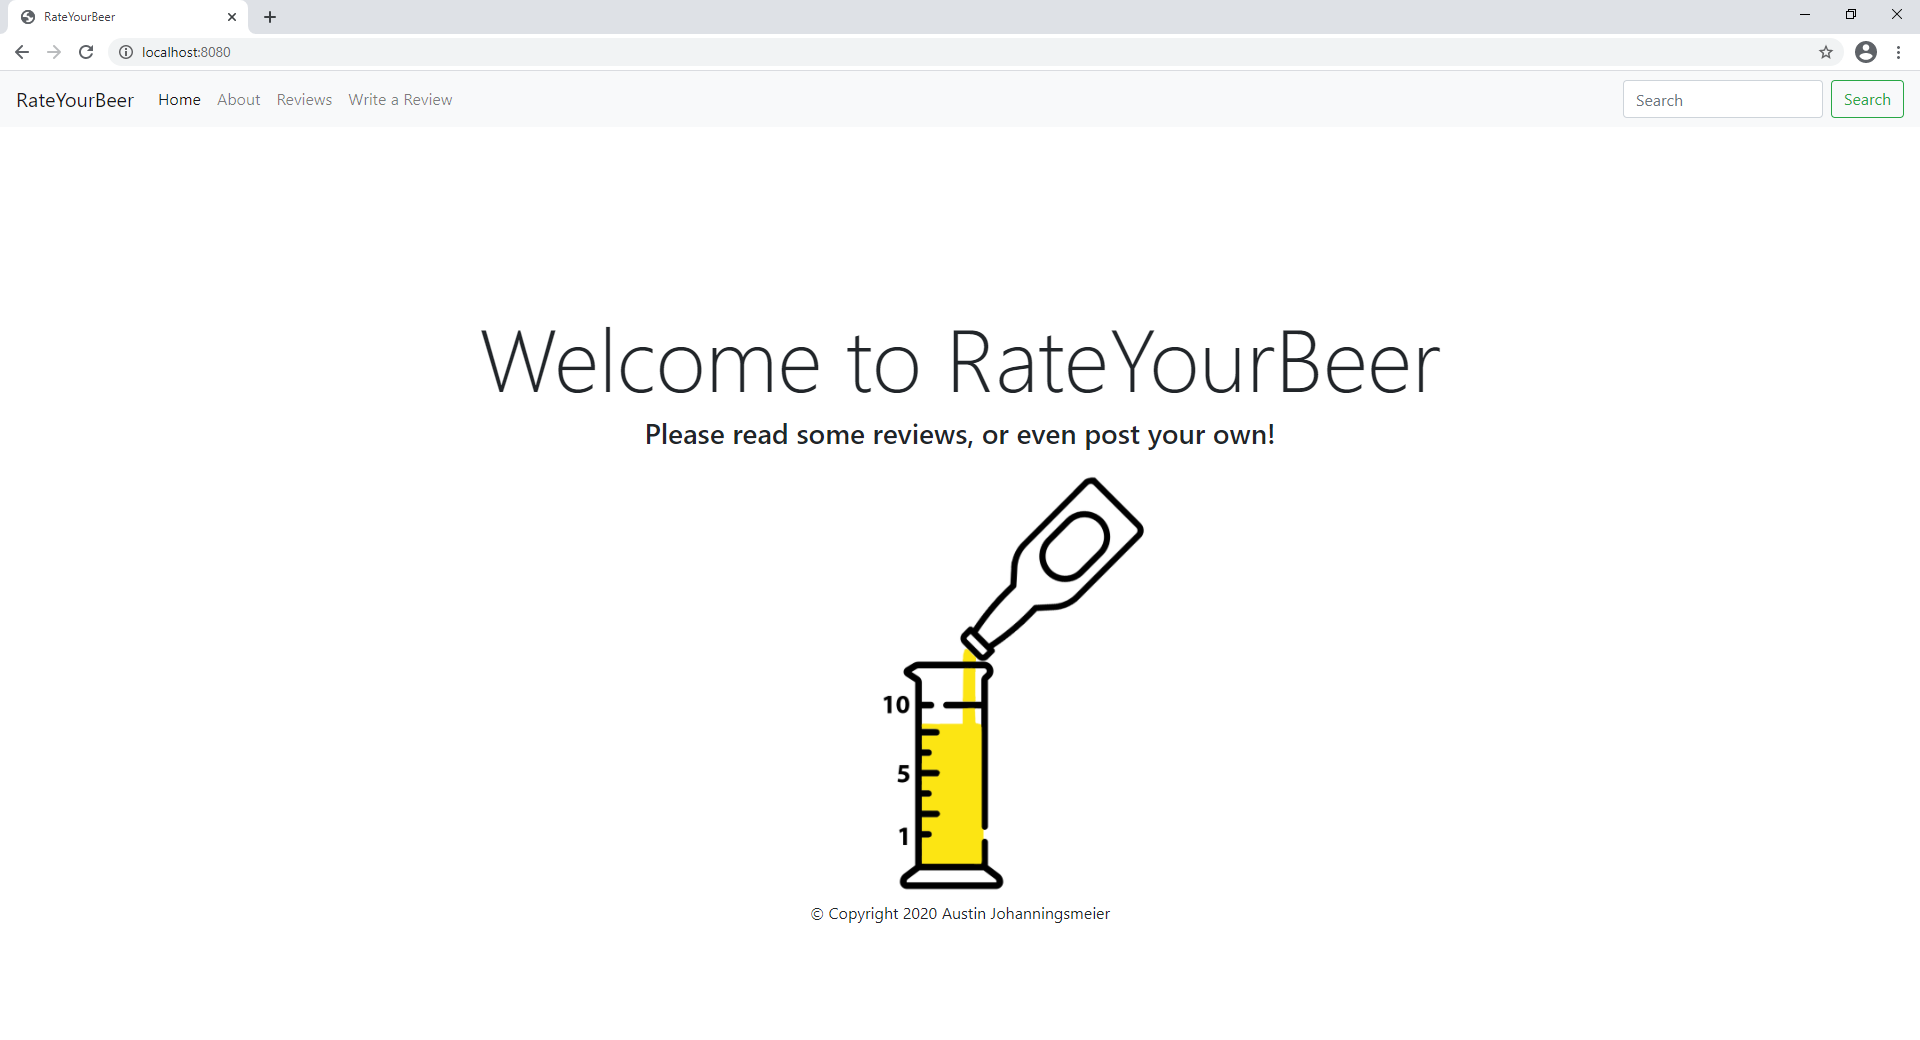 RateYourBeer
localhost:8080
RateYourBeer Home About Reviews Write a Review Search Search
Welcome to RateYourBeer
Please read some reviews, or even post your own!
10
5
1
© Copyright 2020 Austin Johanningsmeier